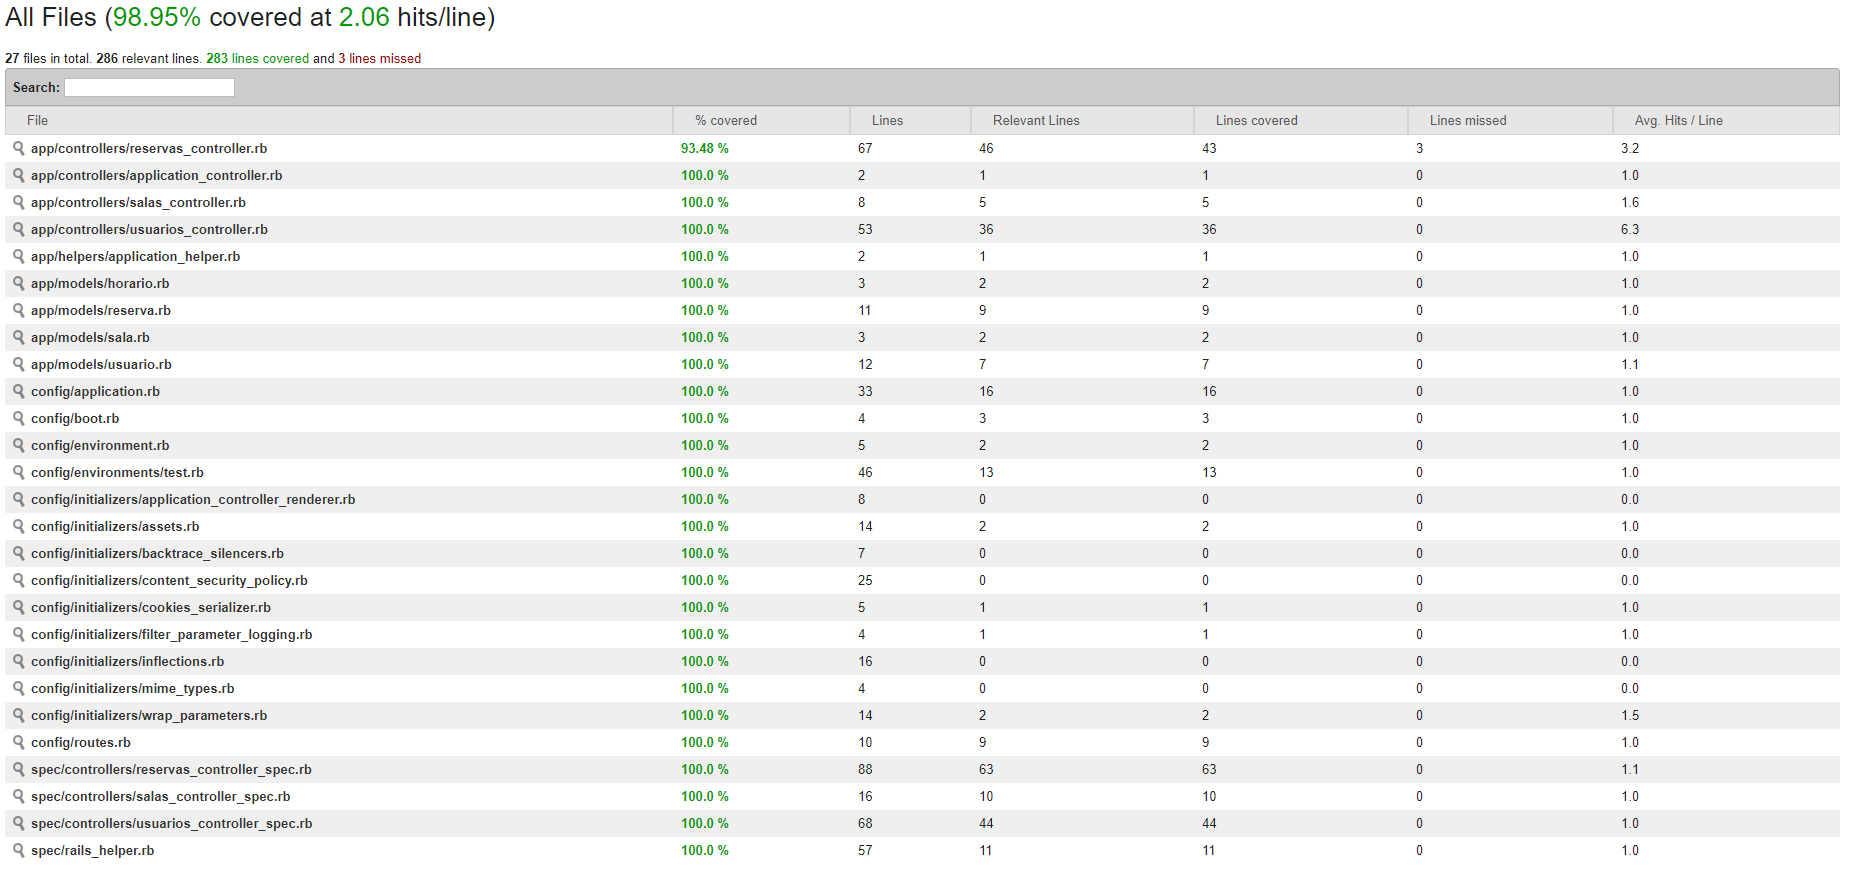 All Files (98.95% covered at 2.06 hits/line)
27 files in total. 286 relevant lines. 283 lines covered and 3 lines missed
Search:
File % covered Lines Relevant Lines Lines covered Lines missed Avg. Hits / Line
app/controllers/reservas_controller.rb 93.48 % 67 46 43 3 3.2
app/controllers/application_controller.rb 100.0 % 2 1 1 0 1.0
app/controllers/salas_controller.rb 100.0 % 8 5 5 0 1.6
app/controllers/usuarios_controller.rb 100.0 % 53 36 36 0 6.3
app/helpers/application_helper.rb 100.0 % 2 1 1 0 1.0
app/models/horario.rb 100.0 % 3 2 2 0 1.0
app/models/reserva.rb 100.0 % 11 9 9 0 1.0
app/models/sala.rb 100.0 % 3 2 2 0 1.0
app/models/usuario.rb 100.0 % 12 7 7 0 1.1
config/application.rb 100.0 % 33 16 16 0 1.0
config/boot.rb 100.0 % 4 3 3 0 1.0
config/environment.rb 100.0 % 5 2 2 0 1.0
config/environments/test.rb 100.0 % 46 13 13 0 1.0
config/initializers/application_controller_renderer.rb 100.0 % 8 0 0 0 0.0
config/initializers/assets.rb 100.0 % 14 2 2 0 1.0
config/initializers/backtrace_silencers.rb 100.0 % 7 0 0 0 0.0
config/initializers/content_security_policy.rb 100.0 % 25 0 0 0 0.0
config/initializers/cookies_serializer.rb 100.0 % 5 1 1 0 1.0
config/initializers/filter_parameter_logging.rb 100.0 % 4 1 1 0 1.0
config/initializers/inflections.rb 100.0 % 16 0 0 0 0.0
config/initializers/mime_types.rb 100.0 % 4 0 0 0 0.0
config/initializers/wrap_parameters.rb 100.0 % 14 2 2 0 1.5
config/routes.rb 100.0 % 10 9 9 0 1.0
spec/controllers/reservas_controller_spec.rb 100.0 % 88 63 63 0 1.1
spec/controllers/salas_controller_spec.rb 100.0 % 16 10 10 0 1.0
spec/controllers/usuarios_controller_spec.rb 100.0 % 68 44 44 0 1.0
spec/rails_helper.rb 100.0 % 57 11 11 0 1.0